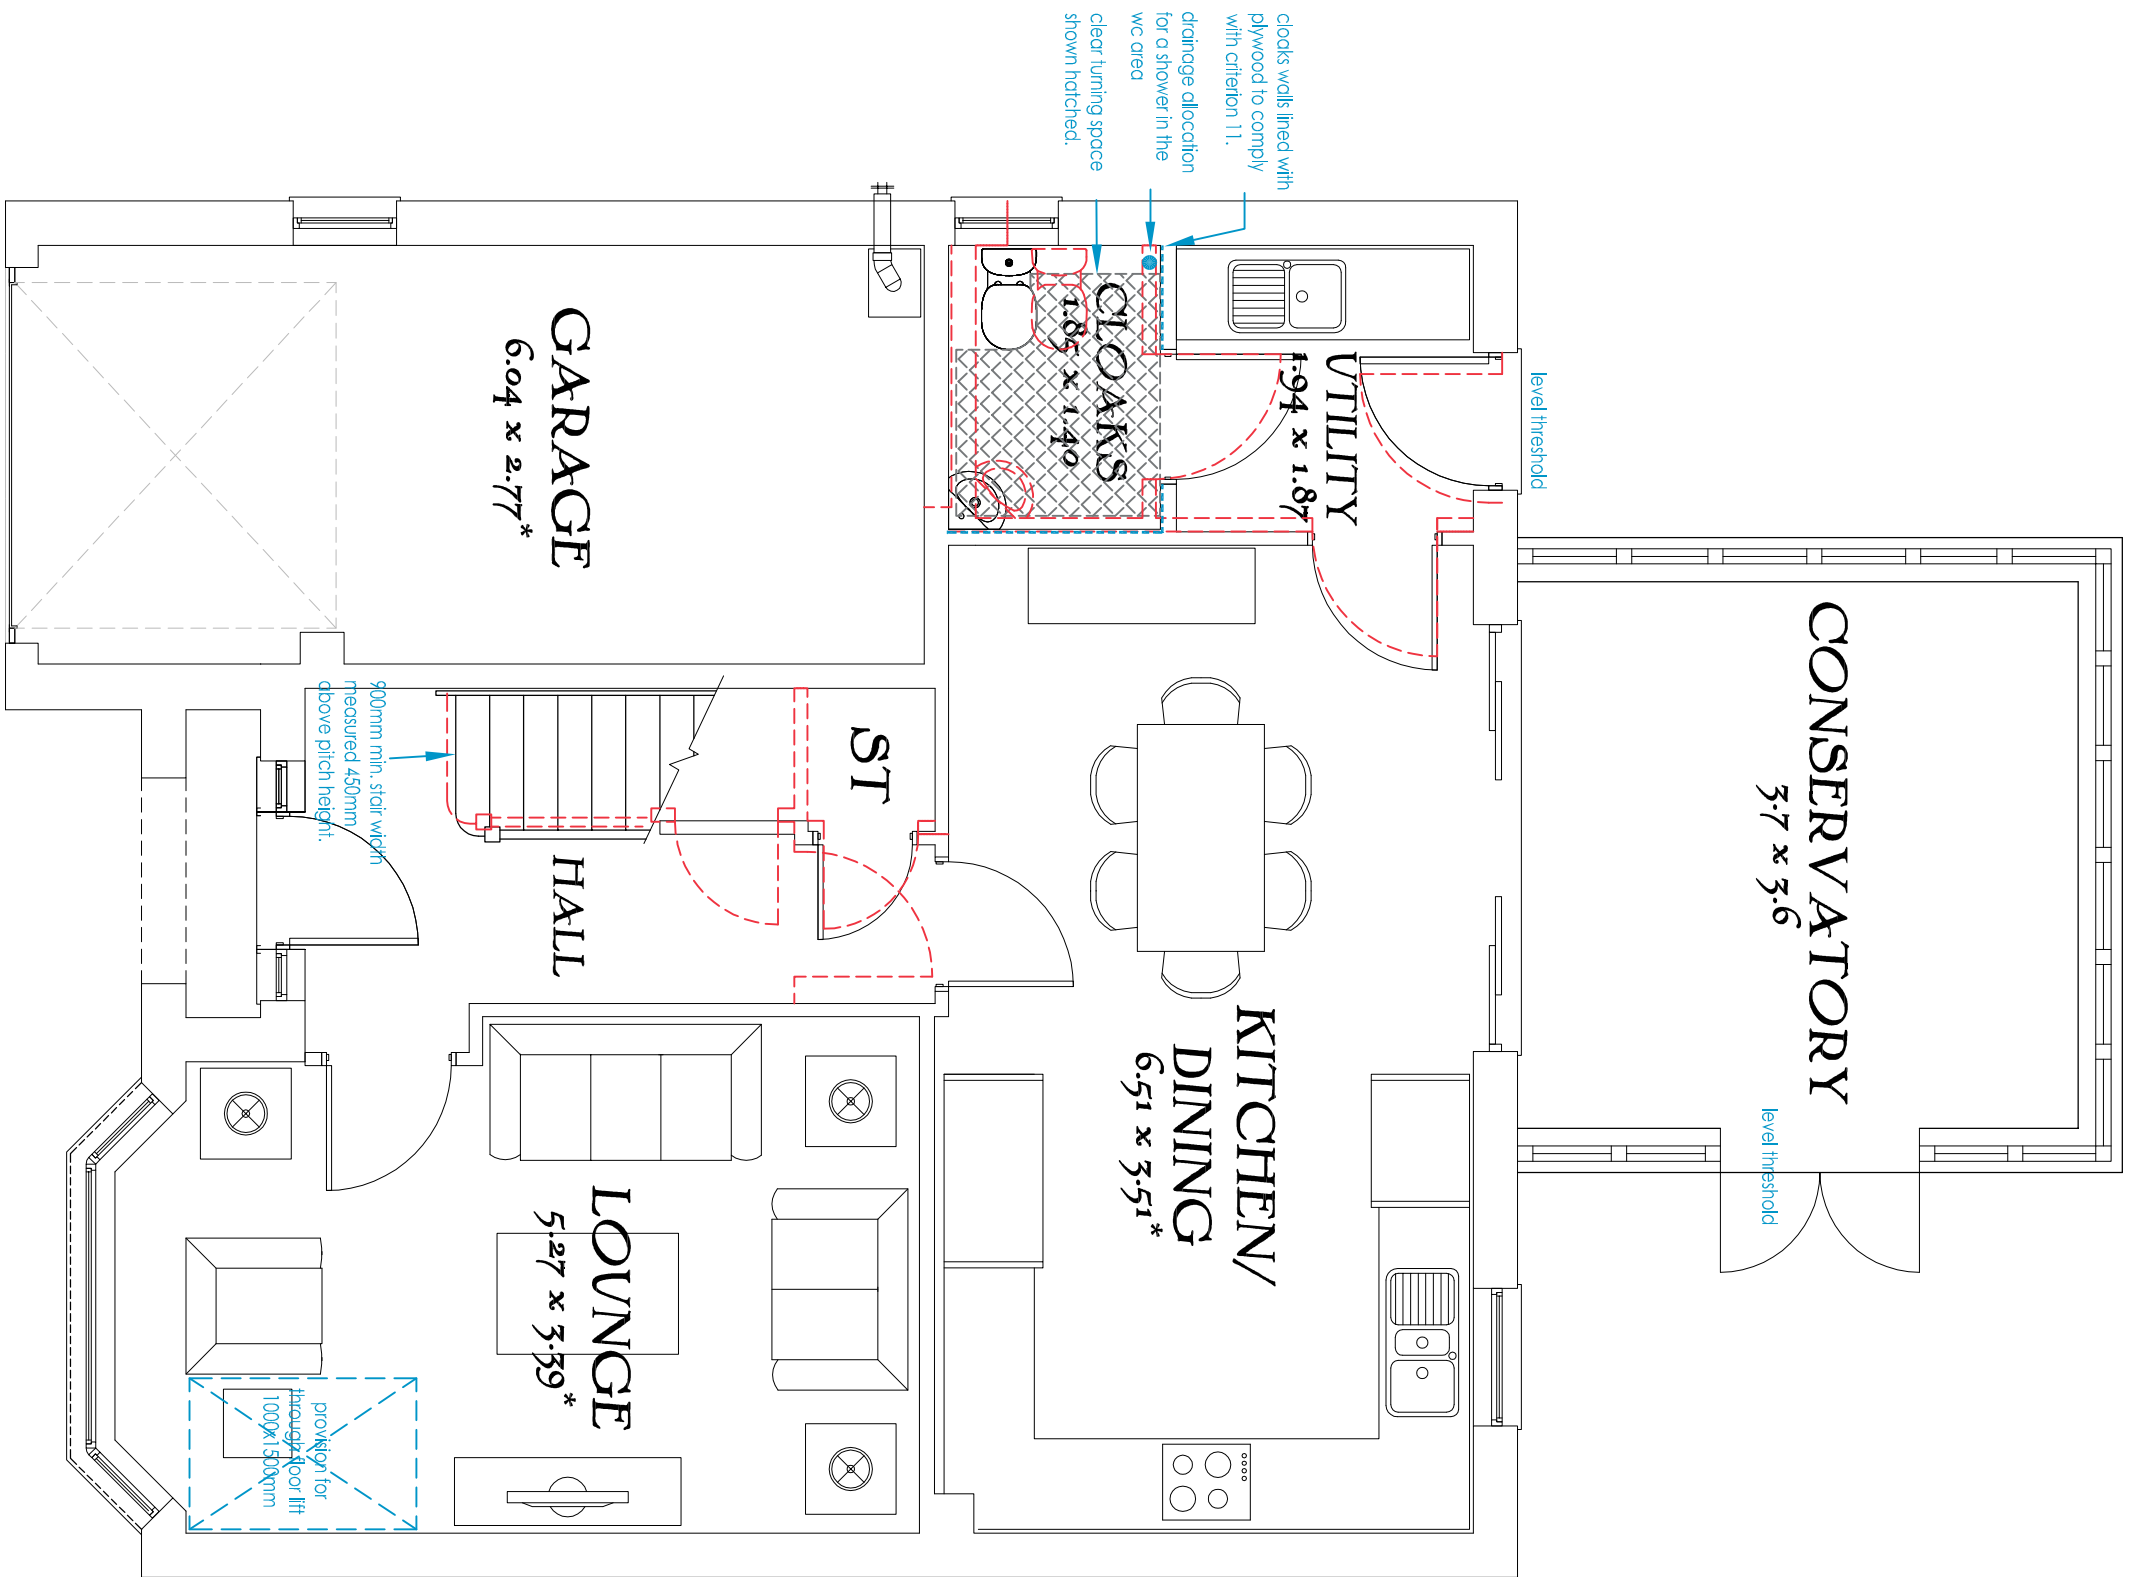 cloaks walls lined with
plywood to comply
with criterion 11.
drainage allocation
for a shower in the
wc area
clear turning space
shown hatched.
level threshold
UTILITY
1.94 x 1.87
CLOAKS
1.85 x 1.40
GARAGE
6.04 x 2.77*
CONSERVATORY
3.7 x 3.6
level threshold
ST
900mm min. stair width
measured 450mm
above pitch height.
HALL
KITCHEN/
DINING
6.51 x 3.51*
LOUNGE
5.27 x 3.39*
provision for
through floor lift
1000x1500mm